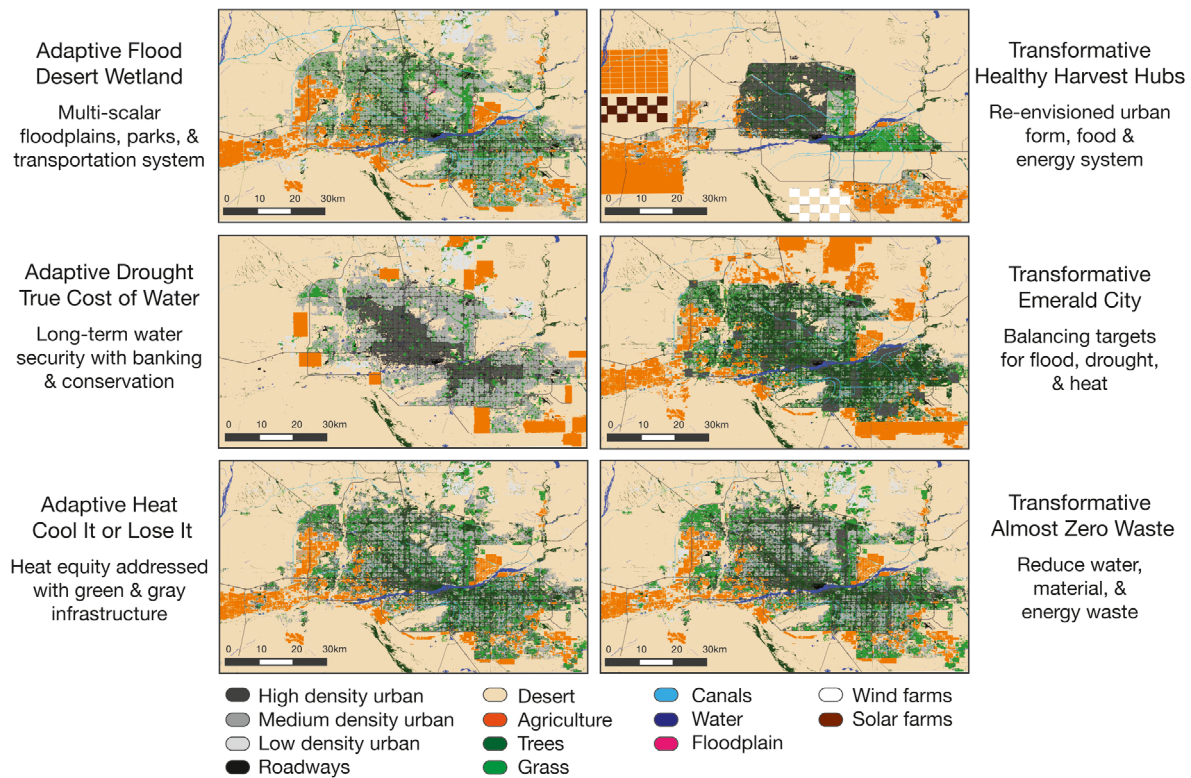 Adaptive Flood
Desert Wetland
Multi-scalar
floodplains, parks, &
transportation system
0 10 20 30km
Transformative
Healthy Harvest Hubs
Re-envisioned urban
form, food &
energy system
0 10 20 30km
Adaptive Drought
True Cost of Water
Long-term water
security with banking
& conservation
0 10 20 30km
Transformative
Emerald City
Balancing targets
for flood, drought,
& heat
0 10 20 30km
Adaptive Heat
Cool It or Lose It
Heat equity addressed
with green & gray
infrastructure
0 10 20 30km
Transformative
Almost Zero Waste
Reduce water,
material, &
energy waste
0 10 20 30km
High density urban
Medium density urban
Low density urban
Roadways
Desert
Agriculture
Trees
Grass
Canals
Water
Floodplain
Wind farms
Solar farms